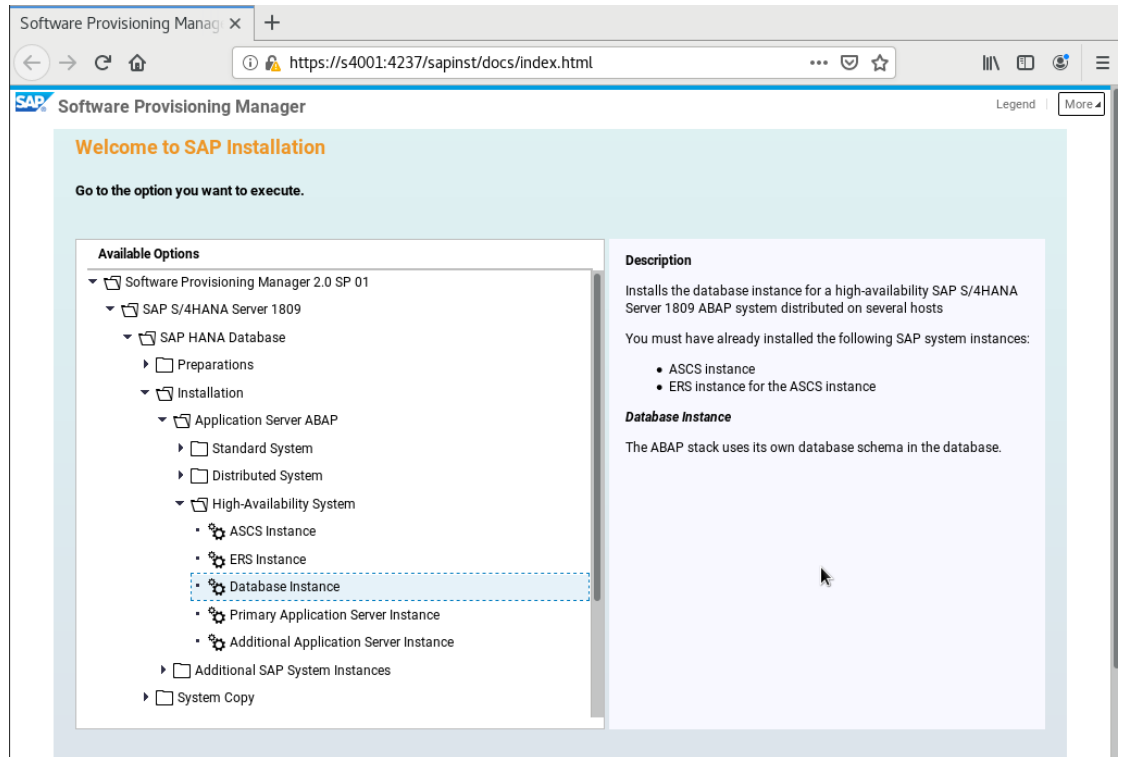 Software Provisioning Manag
https://s4001:4237/sapinst/docs/index.html
SAP Software Provisioning Manager
Legend
More
Welcome to SAP Installation
Go to the option you want to execute.
Available Options
Software Provisioning Manager 2.0 SP 01
SAP S/4HANA Server 1809
SAP HANA Database
Preparations
Installation
Application Server ABAP
Standard System
Distributed System
High-Availability System
ASCS Instance
ERS Instance
Database Instance
Primary Application Server Instance
Additional Application Server Instance
Additional SAP System Instances
System Copy
Description
Installs the database instance for a high-availability SAP S/4HANA
Server 1809 ABAP system distributed on several hosts
You must have already installed the following SAP system instances:
• ASCS instance
• ERS instance for the ASCS instance
Database Instance
The ABAP stack uses its own database schema in the database.